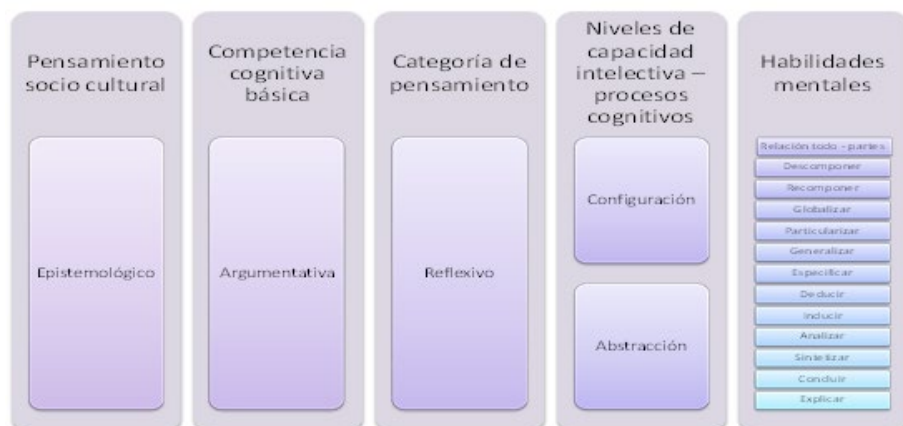 Pensamiento
socio cultural
Epistemológico
Competencia
cognitiva
básica
Argumentativa
Categoría de
pensamiento
Reflexivo
Niveles de
capacidad
intelectiva –
procesos
cognitivos
Configuración
Abstracción
Habilidades
mentales
Relación todo - partes
Descomponer
Recomponer
Globalizar
Particularizar
Generalizar
Especificar
Deducir
Inducir
Analizar
Sintetizar
Concluir
Explicar